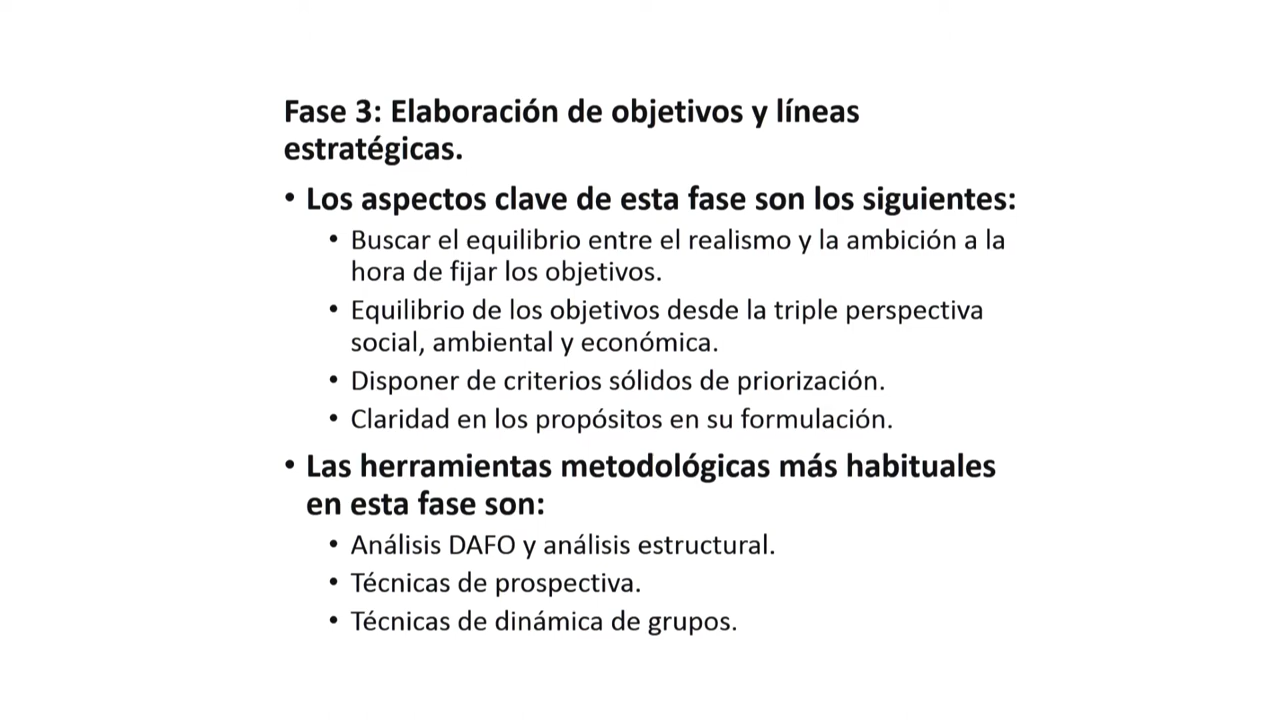 Fase 3: Elaboración de objetivos y líneas
estratégicas.
• Los aspectos clave de esta fase son los siguientes:
• Buscar el equilibrio entre el realismo y la ambición a la
hora de fijar los objetivos.
• Equilibrio de los objetivos desde la triple perspectiva
social, ambiental y económica.
• Disponer de criterios sólidos de priorización.
• Claridad en los propósitos en su formulación.
• Las herramientas metodológicas más habituales
en esta fase son:
• Análisis DAFO y análisis estructural.
• Técnicas de prospectiva.
• Técnicas de dinámica de grupos.